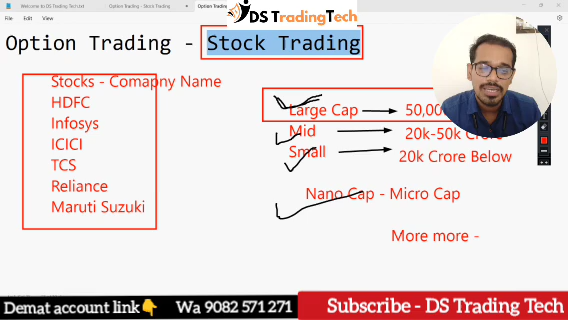 Welcome to DS Trading Tech.txt
Option Trading - Stock Trading
Option Trading
File Edit View
DS TradingTech
Option Trading - Stock Trading
Stocks - Comapny Name
HDFC
Infosys
ICICI
TCS
Reliance
Maruti Suzuki
Large Cap 50,00
Mid 20k-50k Crore
Small 20k Crore Below
Nano Cap - Micro Cap
More more -
Demat account link👇 Wa 9082 571 271
Subscribe - DS Trading Tech